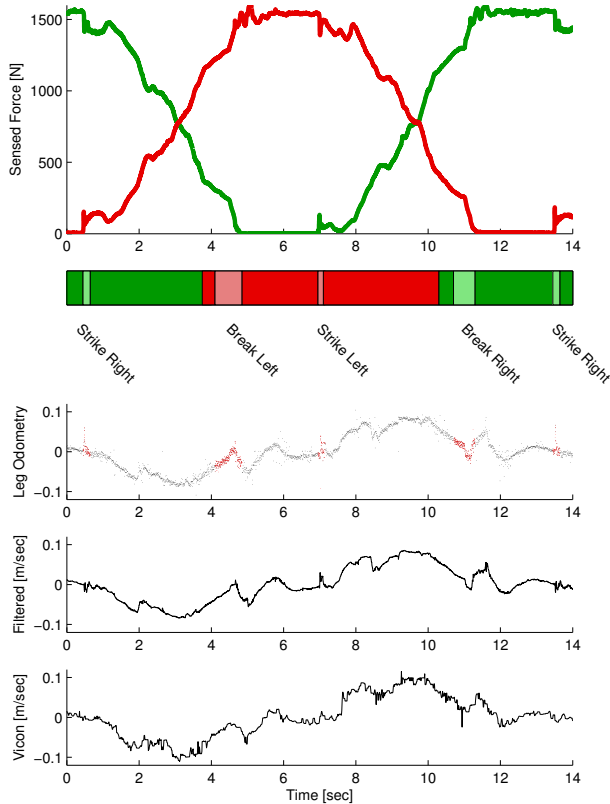 Sensed Force [N]
1500
1000
500
0
0 2 4 6 8 10 12 14
Strike Right
Break Left
Strike Left
Break Right
Strike Right
Leg Odometry
0.1
0
−0.1
0 2 4 6 8 10 12 14
Filtered [m/sec]
0.1
0
−0.1
0 2 4 6 8 10 12 14
Vicon [m/sec]
0.1
0
−0.1
0 2 4 6 8 10 12 14
Time [sec]